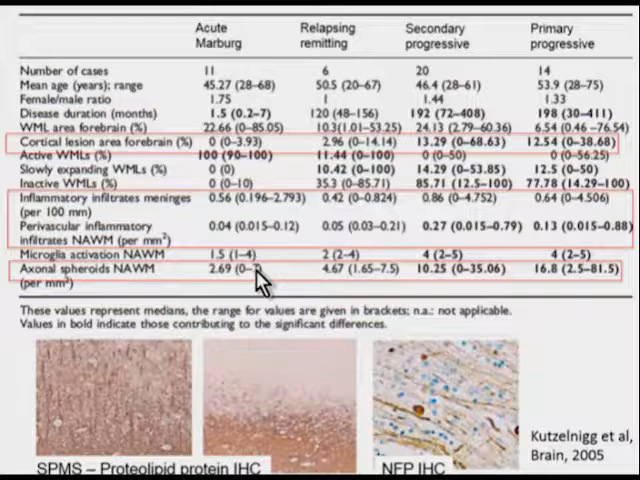 Acute Marburg Relapsing remitting Secondary progressive Primary progressive
Number of cases 11 6 20 14
Mean age (years); range 45.27 (28–68) 50.5 (20–67) 46.4 (28–61) 53.9 (28–75)
Female/male ratio 1.75 1 1.44 1.33
Disease duration (months) 1.5 (0.2–7) 120 (48–156) 192 (72–408) 198 (30–411)
WML area forebrain (%) 22.66 (0–85.05) 10.3(1.01–53.25) 24.13 (2.79–60.36) 6.54 (0.46 –76.54)
Cortical lesion area forebrain (%) 0 (0–3.93) 2.96 (0–14.14) 13.29 (0–68.63) 12.54 (0–38.68)
Active WMLs (%) 100 (90–100) 11.44 (0–100) 0 (0–50) 0 (0–56.25)
Slowly expanding WMLs (%) 0 (0) 10.42 (0–100) 14.29 (0–53.85) 12.5 (0–50)
Inactive WMLs (%) 0 (0–10) 35.3 (0–85.71) 85.71 (12.5–100) 77.78 (14.29–100)
Inflammatory infiltrates meninges (per 100 mm) 0.56 (0.196–2.793) 0.42 (0–0.824) 0.86 (0–4.752) 0.64 (0–4.506)
Perivascular inflammatory infiltrates NAWM (per mm²) 0.04 (0.015–0.12) 0.05 (0.03–0.21) 0.27 (0.015–0.79) 0.13 (0.015–0.88)
Microglia activation NAWM 1.5 (1–4) 2 (2–4) 4 (2–5) 4 (2–5)
Axonal spheroids NAWM (per mm²) 2.69 (0– 4.67 (1.65–7.5) 10.25 (0–35.06) 16.8 (2.5–81.5)
These values represent medians, the range for values are given in brackets; n.a.: not applicable.
Values in bold indicate those contributing to the significant differences.
Kutzelnigg et al,
Brain, 2005
SPMS – Proteolipid protein IHC
NFP IHC